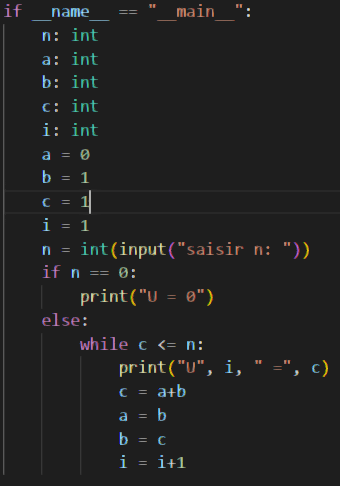 if __name__ == "__main__":
    n: int
    a: int
    b: int
    c: int
    i: int
    a = 0
    b = 1
    c = 1
    i = 1
    n = int(input("saisir n: "))
    if n == 0:
        print("U = 0")
    else:
        while c <= n:
            print("U", i, " =", c)
            c = a+b
            a = b
            b = c
            i = i+1